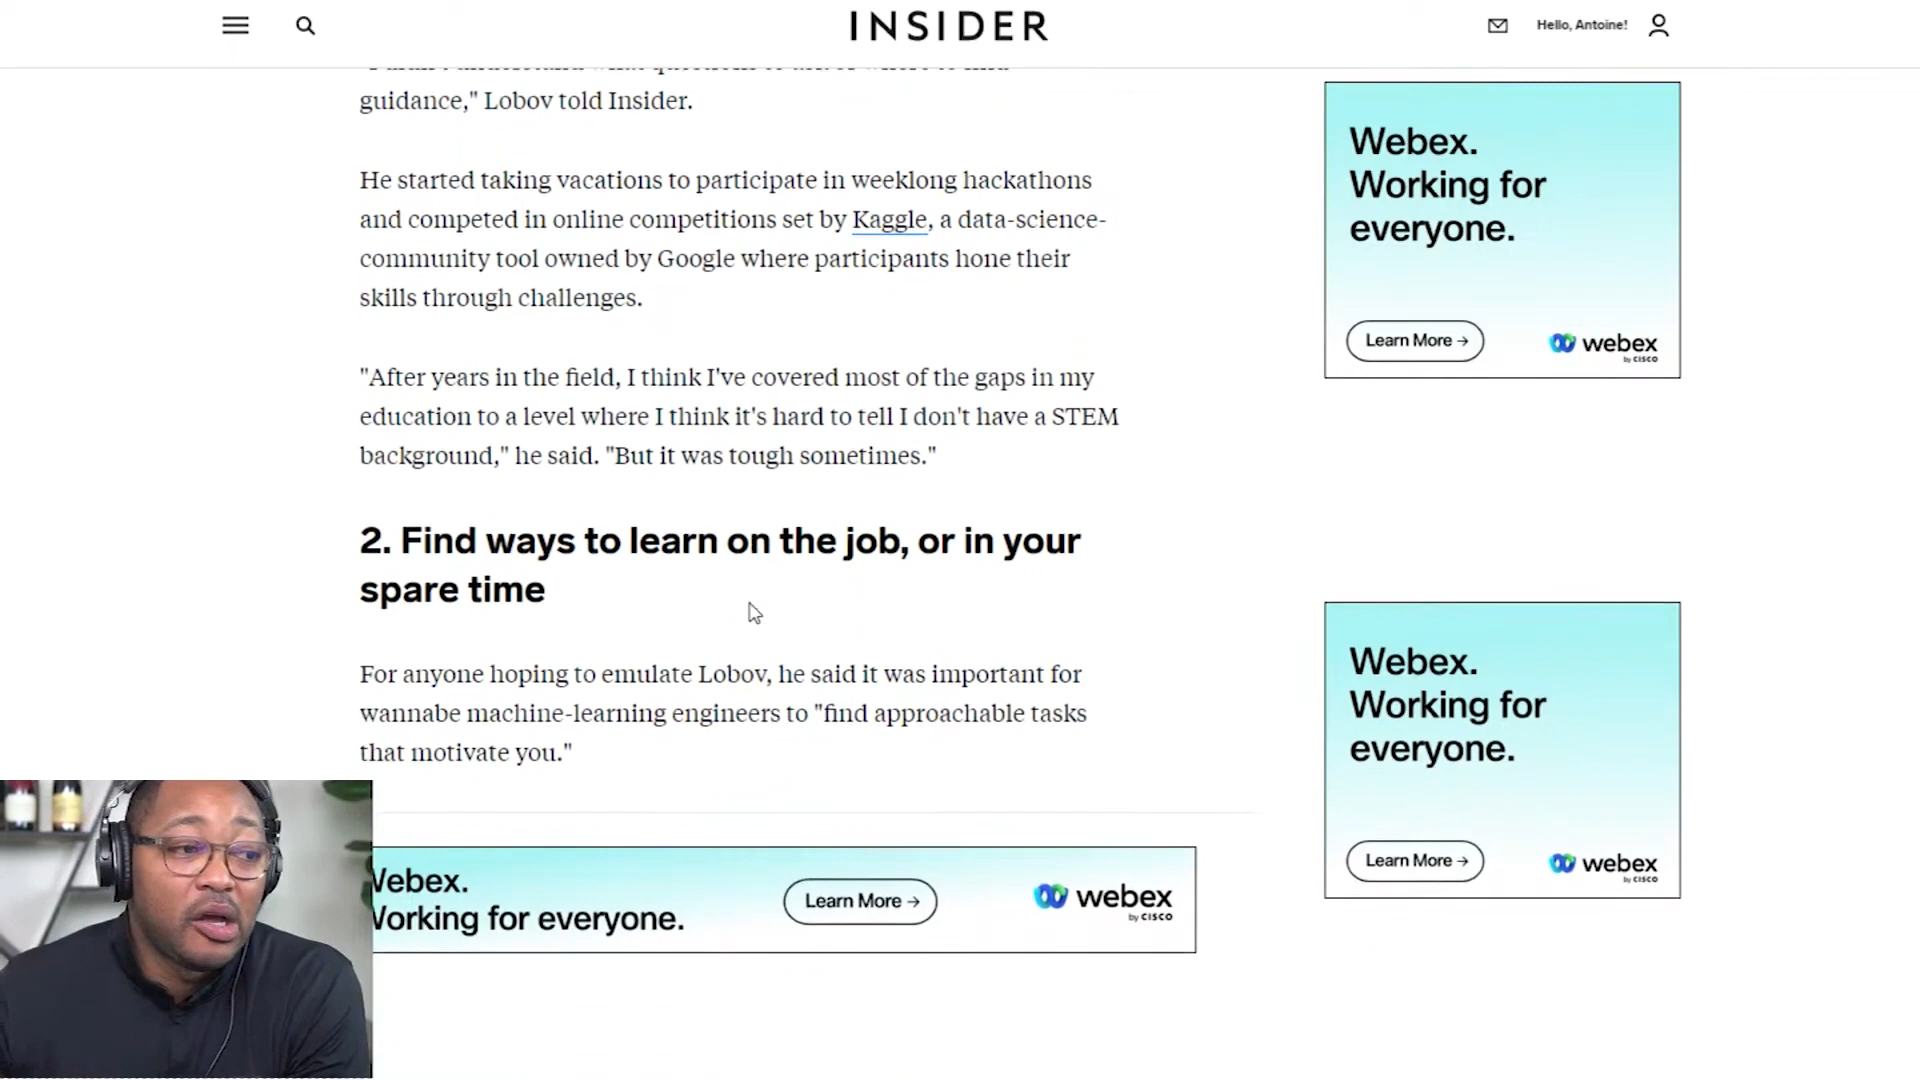 INSIDER
Hello, Antoine!
guidance," Lobov told Insider.
He started taking vacations to participate in weeklong hackathons
and competed in online competitions set by Kaggle, a data-science-
community tool owned by Google where participants hone their
skills through challenges.
"After years in the field, I think I've covered most of the gaps in my
education to a level where I think it's hard to tell I don't have a STEM
background," he said. "But it was tough sometimes."
2. Find ways to learn on the job, or in your
spare time
For anyone hoping to emulate Lobov, he said it was important for
wannabe machine-learning engineers to "find approachable tasks
that motivate you."
Webex.
Working for
everyone.
Learn More →
webex
by CISCO
Webex.
Working for
everyone.
Learn More →
webex
by CISCO
Webex.
Working for everyone.
Learn More →
webex
by CISCO